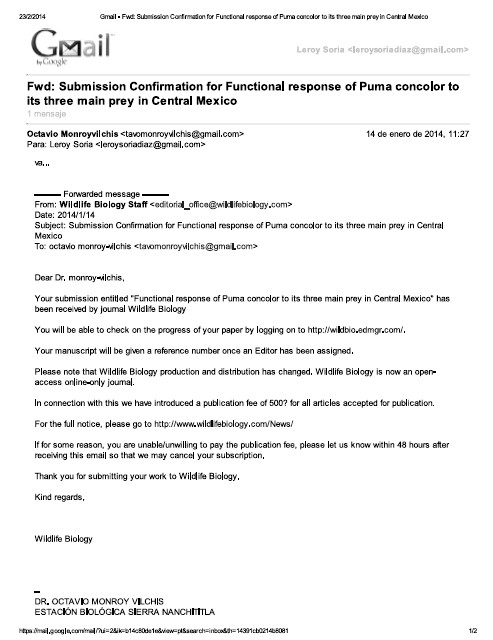 23/2/2014 Gmail - Fwd: Submission Confirmation for Functional response of Puma concolor to its three main prey in Central Mexico
Gmail
by Google
Leroy Soria <leroysoriadiaz@gmail.com>
Fwd: Submission Confirmation for Functional response of Puma concolor to
its three main prey in Central Mexico
1 mensaje
Octavio Monroyvilchis <tavomonroyvilchis@gmail.com> 14 de enero de 2014, 11:27
Para: Leroy Soria <leroysoriadiaz@gmail.com>
va...
——— Forwarded message ———
From: Wildlife Biology Staff <editorial_office@wildlifebiology.com>
Date: 2014/1/14
Subject: Submission Confirmation for Functional response of Puma concolor to its three main prey in Central
Mexico
To: octavio monroy-vilchis <tavomonroyvilchis@gmail.com>
Dear Dr. monroy-vilchis,
Your submission entitled "Functional response of Puma concolor to its three main prey in Central Mexico" has
been received by journal Wildlife Biology
You will be able to check on the progress of your paper by logging on to http://wildbio.edmgr.com/.
Your manuscript will be given a reference number once an Editor has been assigned.
Please note that Wildlife Biology production and distribution has changed. Wildlife Biology is now an open-
access online-only journal.
In connection with this we have introduced a publication fee of 500? for all articles accepted for publication.
For the full notice, please go to http://www.wildlifebiology.com/News/
If for some reason, you are unable/unwilling to pay the publication fee, please let us know within 48 hours after
receiving this email so that we may cancel your subscription.
Thank you for submitting your work to Wildlife Biology.
Kind regards,
Wildlife Biology
--
DR. OCTAVIO MONROY VILCHIS
ESTACIÓN BIOLÓGICA SIERRA NANCHITITLA
https://mail.google.com/mail/?ui=2&ik=b14c80de1e&view=pt&search=inbox&th=14391cb0214b8081 1/2